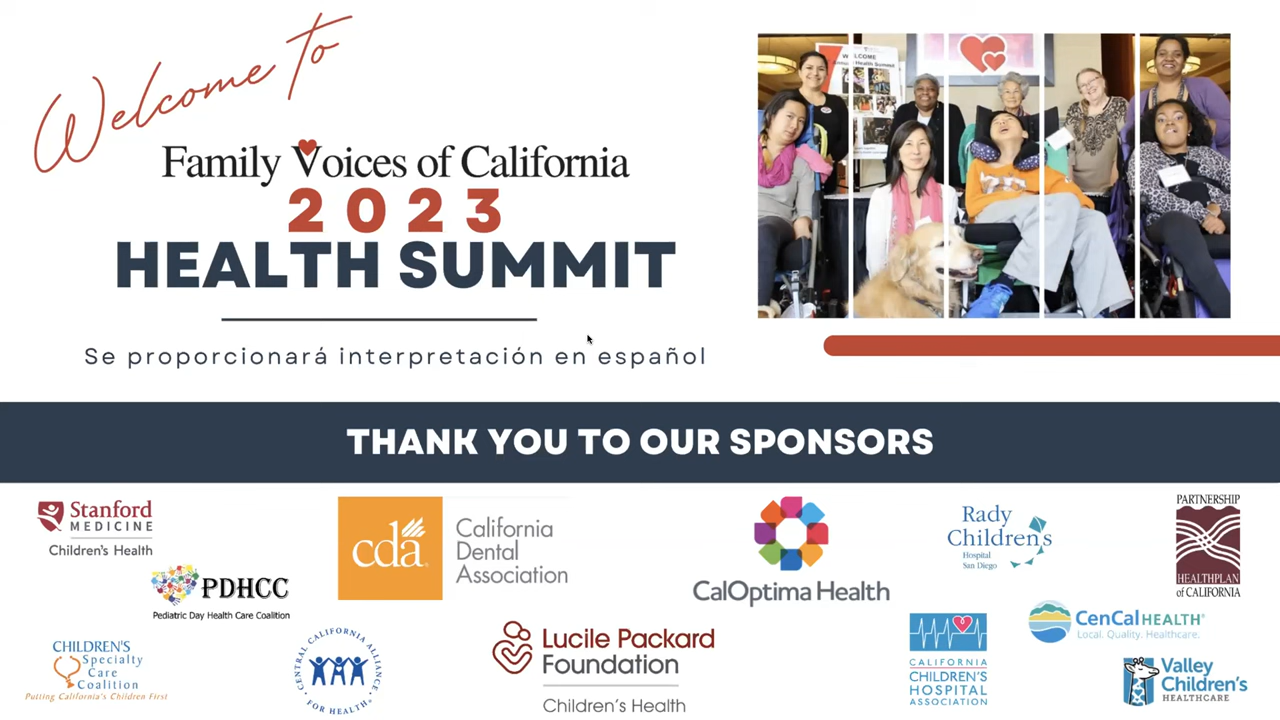 Welcome to
Family Voices of California
2023
HEALTH SUMMIT
Se proporcionará interpretación en español
WELCOME
Health Summit
THANK YOU TO OUR SPONSORS
Stanford
MEDICINE
Children's Health
PDHCC
Pediatric Day Health Care Coalition
CHILDREN'S
Specialty
Care
Coalition
Putting California's Children First
cda
California
Dental
Association
CENTRAL CALIFORNIA ALLIANCE
FOR HEALTH
Lucile Packard
Foundation
Children's Health
CalOptima Health
Rady
Children's
Hospital
San Diego
CALIFORNIA
CHILDREN'S
HOSPITAL
ASSOCIATION
PARTNERSHIP
HEALTHPLAN
of CALIFORNIA
CenCalHEALTH®
Local. Quality. Healthcare.
Valley
Children's
HEALTHCARE